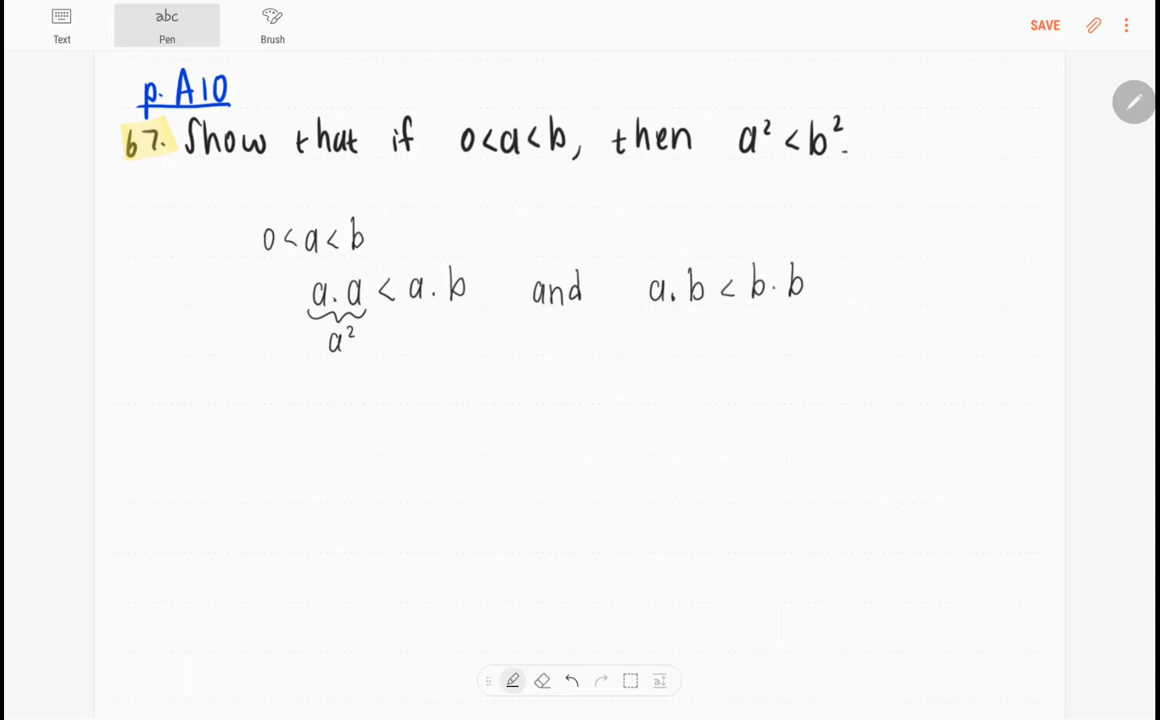 SAVE
abc
Text Pen Brush
p. A10
67. Show that if 0<a<b, then a² < b².
0 < a < b
a.a < a.b and a.b < b.b
a²